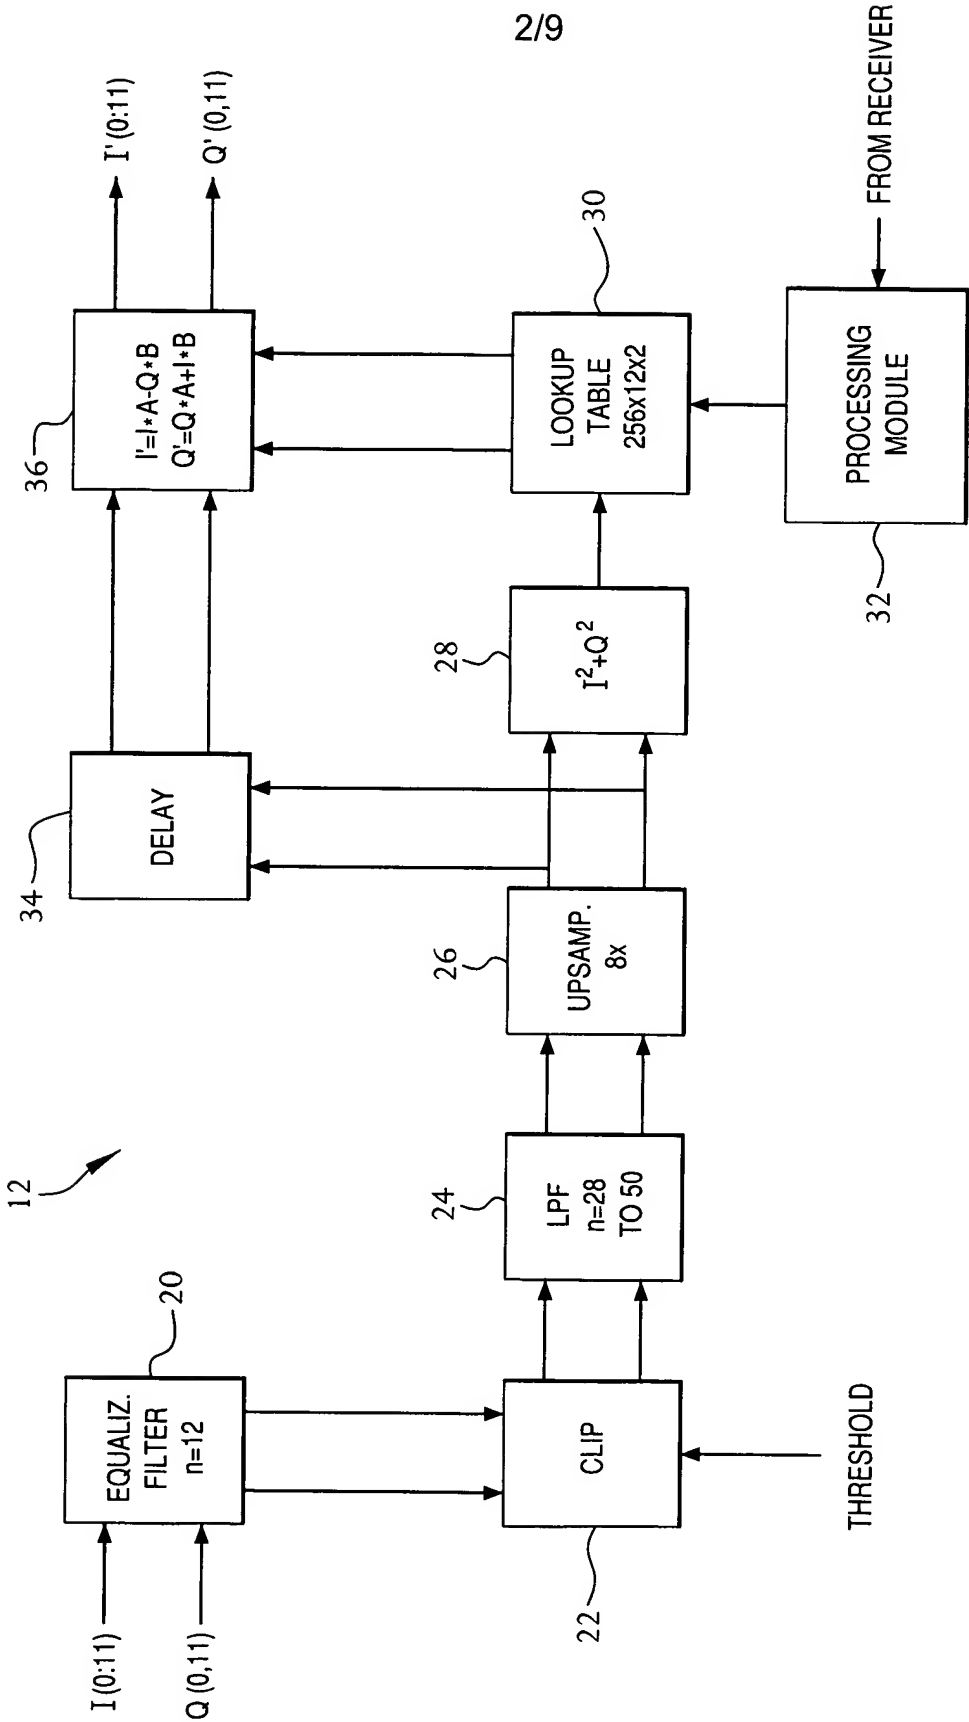 2/9
12
I(0:11)
Q(0,11)
EQUALIZ.
FILTER
n=12
20
CLIP
22
THRESHOLD
LPF
n=28
TO 50
24
UPSAMP.
8x
26
DELAY
34
I²+Q²
28
LOOKUP
TABLE
256x12x2
30
I'=I*A-Q*B
Q'=Q*A+I*B
36
I'(0:11)
Q'(0,11)
PROCESSING
MODULE
32
FROM RECEIVER